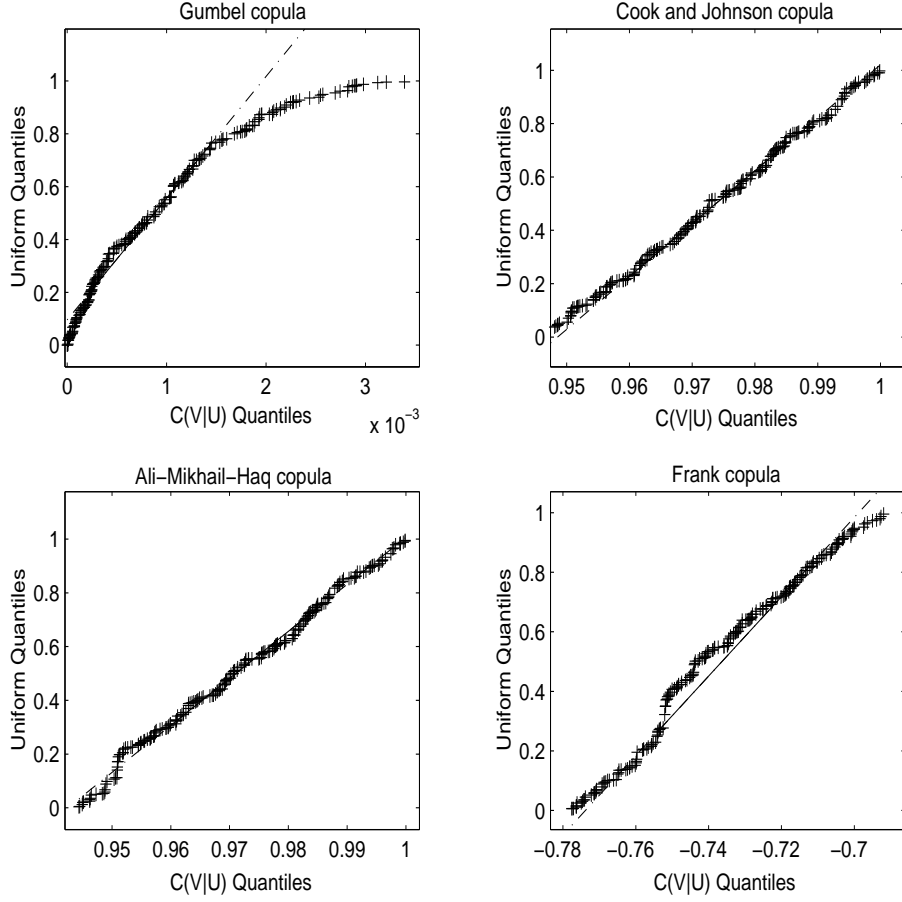 Gumbel copula
Uniform Quantiles
1
0.8
0.6
0.4
0.2
0
0 1 2 3
x 10−3
C(V|U) Quantiles
Cook and Johnson copula
Uniform Quantiles
1
0.8
0.6
0.4
0.2
0
0.95 0.96 0.97 0.98 0.99 1
C(V|U) Quantiles
Ali−Mikhail−Haq copula
Uniform Quantiles
1
0.8
0.6
0.4
0.2
0
0.95 0.96 0.97 0.98 0.99 1
C(V|U) Quantiles
Frank copula
Uniform Quantiles
1
0.8
0.6
0.4
0.2
0
−0.78 −0.76 −0.74 −0.72 −0.7
C(V|U) Quantiles